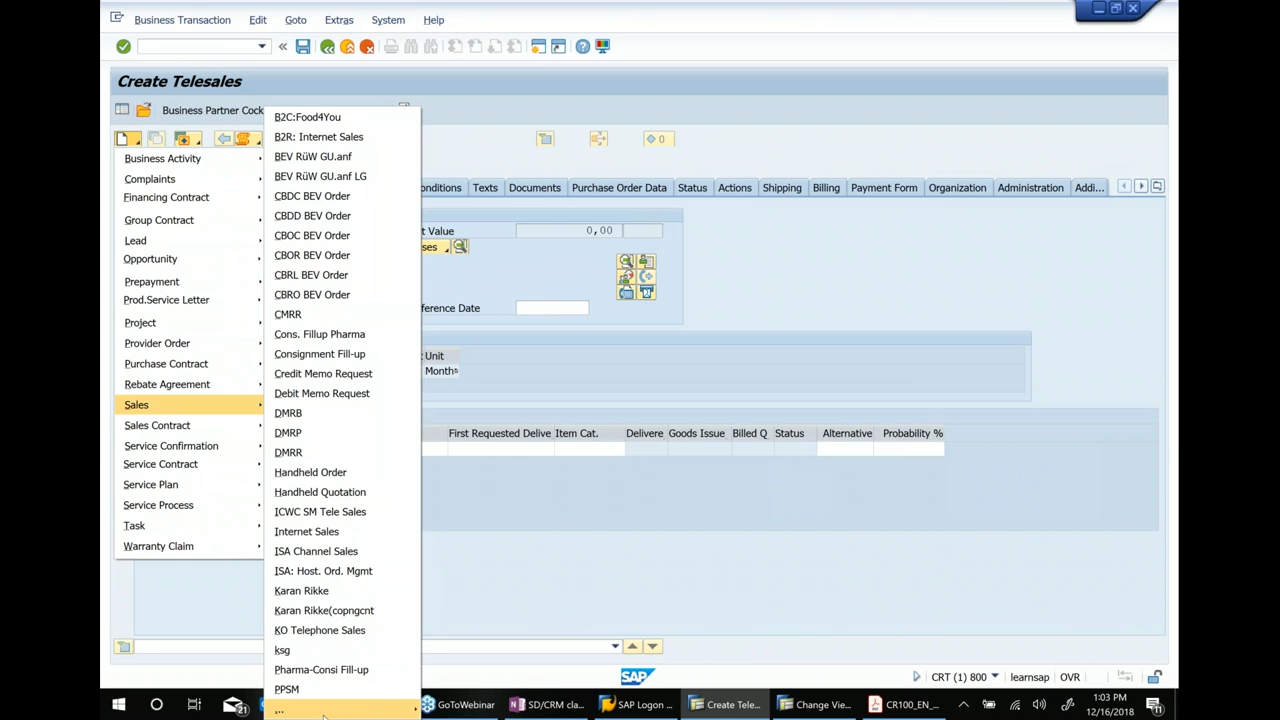 Business Transaction Edit Goto Extras System Help
Create Telesales
Business Partner Cock
0
Business Activity
Complaints
Financing Contract
Group Contract
Lead
Opportunity
Prepayment
Prod.Service Letter
Project
Provider Order
Purchase Contract
Rebate Agreement
Sales
Sales Contract
Service Confirmation
Service Contract
Service Plan
Service Process
Task
Warranty Claim
B2C:Food4You
B2R: Internet Sales
BEV RüW GU.anf
BEV RüW GU.anf LG
CBDC BEV Order
CBDD BEV Order
CBOC BEV Order
CBOR BEV Order
CBRL BEV Order
CBRO BEV Order
CMRR
Cons. Fillup Pharma
Consignment Fill-up
Credit Memo Request
Debit Memo Request
DMRB
DMRP
DMRR
Handheld Order
Handheld Quotation
ICWC SM Tele Sales
Internet Sales
ISA Channel Sales
ISA: Host. Ord. Mgmt
Karan Rikke
Karan Rikke(copngcnt
KO Telephone Sales
ksg
Pharma-Consi Fill-up
PPSM
...
onditions Texts Documents Purchase Order Data Status Actions Shipping Billing Payment Form Organization Administration Addi...
t Value 0,00
ses
ference Date
Unit
Months
First Requested Delive Item Cat. Delivere Goods Issue Billed Q Status Alternative Probability %
SAP CRT (1) 800 learnsap OVR
21 GoToWebinar SD/CRM cla... SAP Logon ... Create Tele... Change Vie... CR100_EN_... 1:03 PM
12/16/2018 11